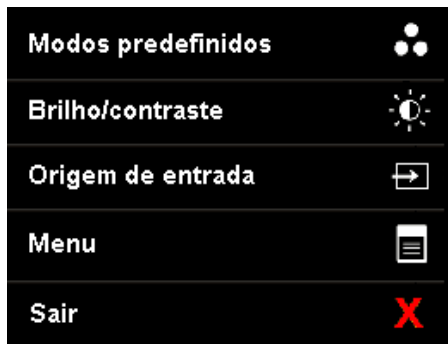 Modos predefinidos
Brilho/contraste
Origem de entrada
Menu
Sair